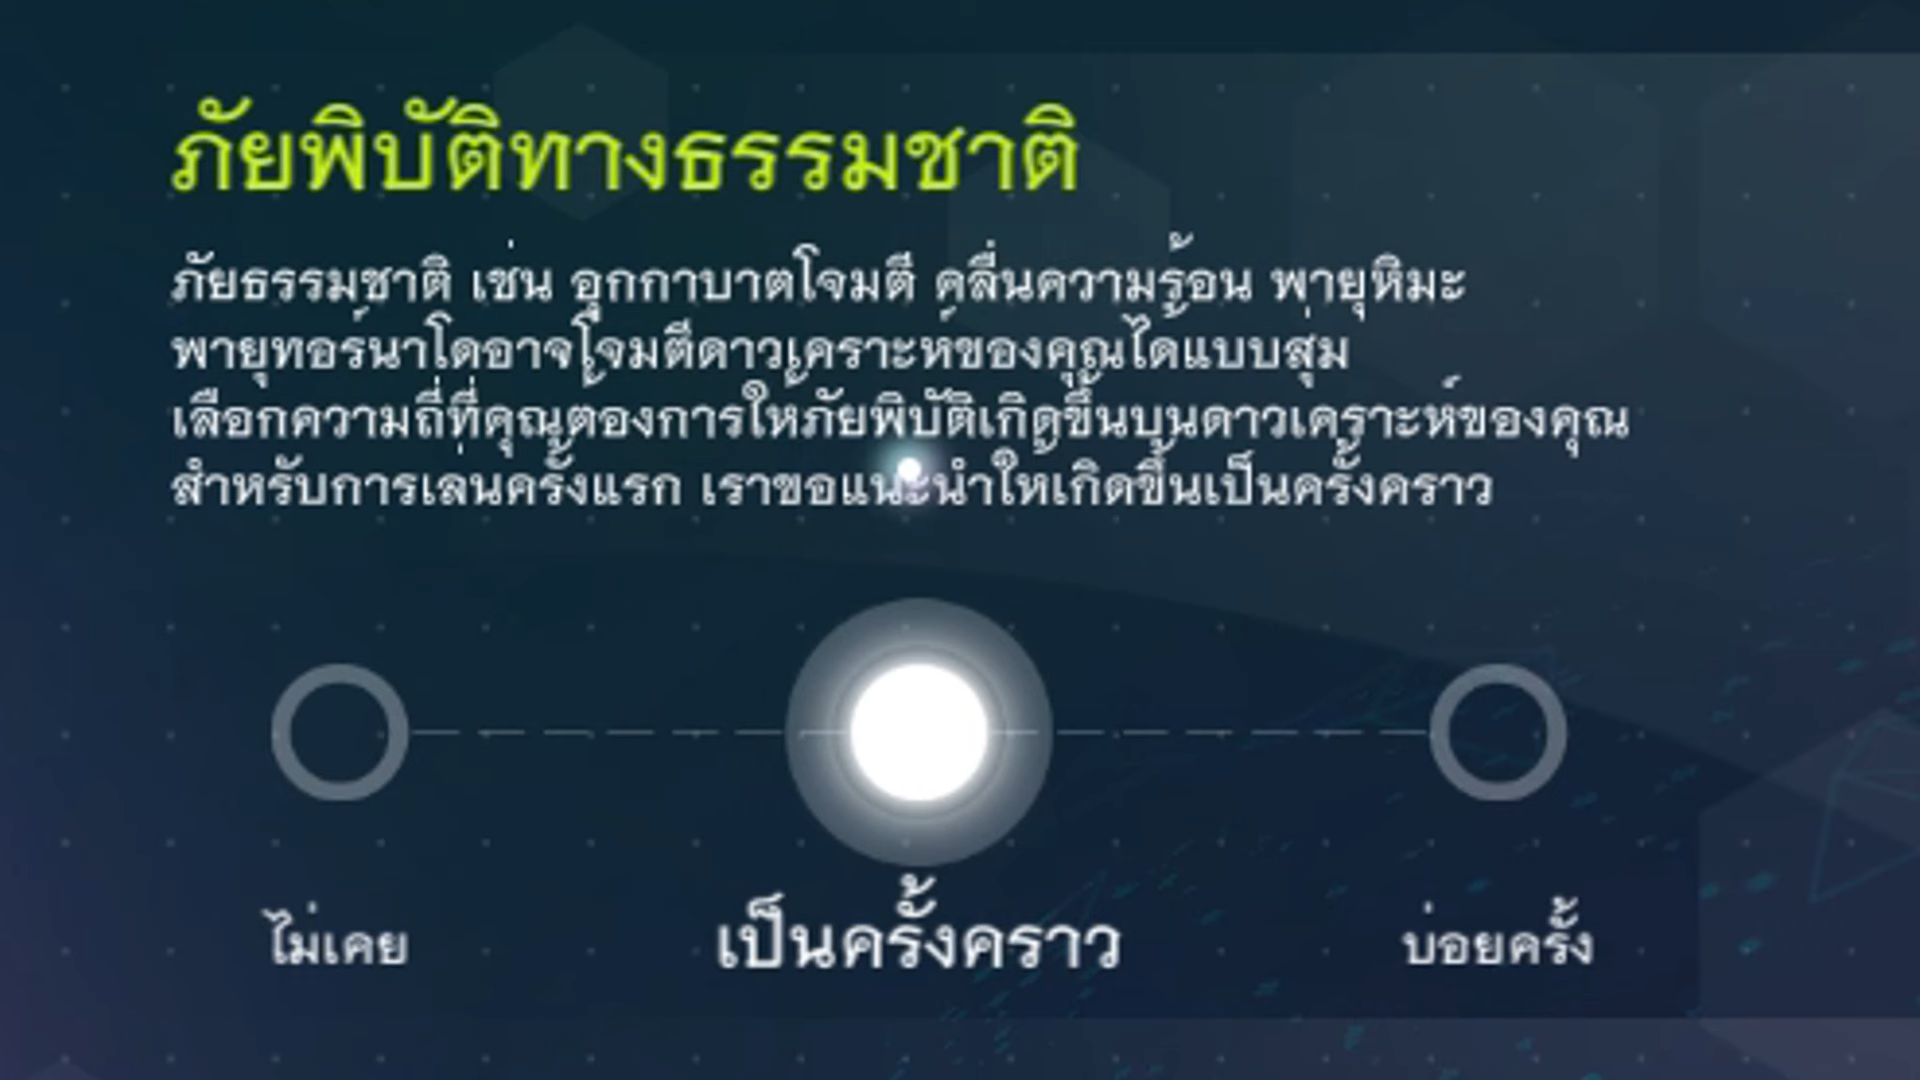 ภัยพิบัติทางธรรมชาติ
ภัยธรรมชาติ เช่น อุกกาบาตโจมตี คลื่นความร้อน พายุหิมะ
พายุทอร์นาโดอาจโจมตีดาวเคราะห์ของคุณได้แบบสุ่ม
เลือกความถี่ที่คุณต้องการให้ภัยพิบัติเกิดขึ้นบนดาวเคราะห์ของคุณ
สำหรับการเล่นครั้งแรก เราขอแนะนำให้เกิดขึ้นเป็นครั้งคราว
ไม่เคย
เป็นครั้งคราว
บ่อยครั้ง